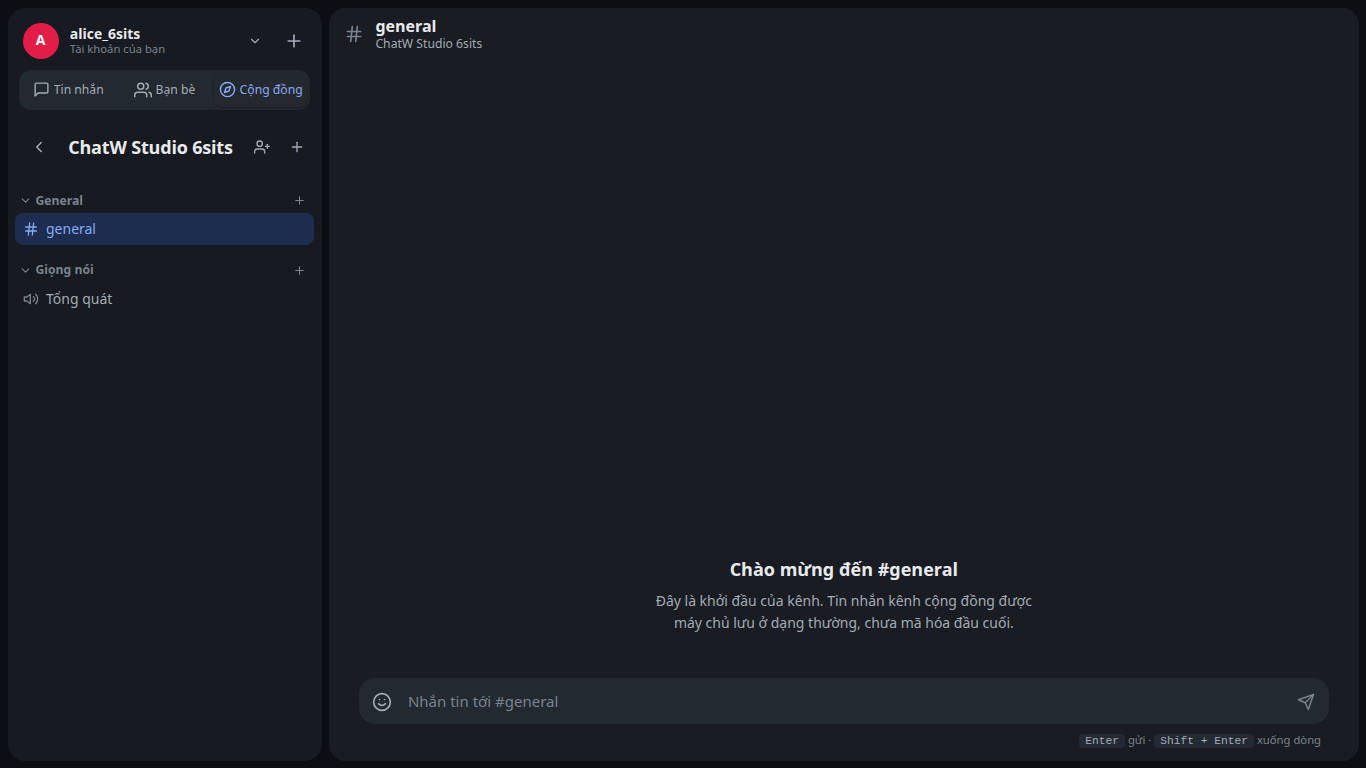 A
alice_6sits
Tài khoản của bạn
Tin nhắn
Bạn bè
Cộng đồng
ChatW Studio 6sits
General
general
Giọng nói
Tổng quát
general
ChatW Studio 6sits
Chào mừng đến #general
Đây là khởi đầu của kênh. Tin nhắn kênh cộng đồng được
máy chủ lưu ở dạng thường, chưa mã hóa đầu cuối.
Nhắn tin tới #general
Enter gửi · Shift + Enter xuống dòng